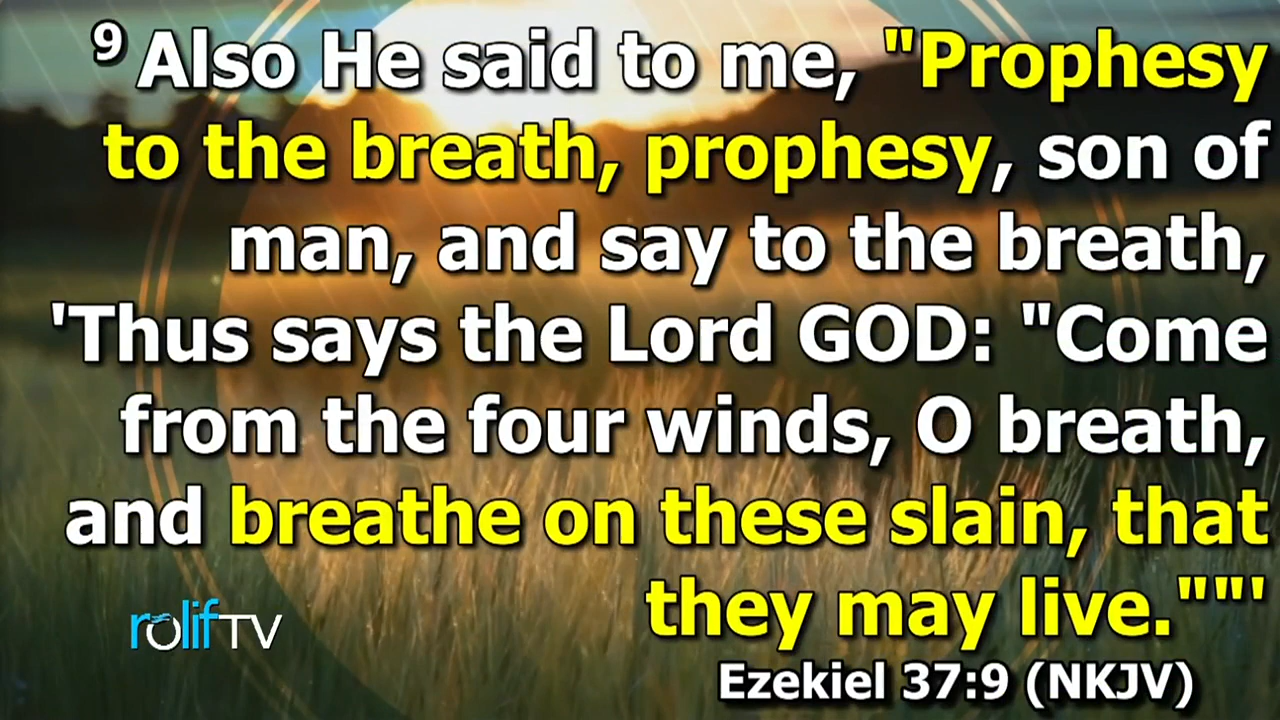 9 Also He said to me, "Prophesy
to the breath, prophesy, son of
man, and say to the breath,
'Thus says the Lord GOD: "Come
from the four winds, O breath,
and breathe on these slain, that
they may live.""'
rolifTV
Ezekiel 37:9 (NKJV)